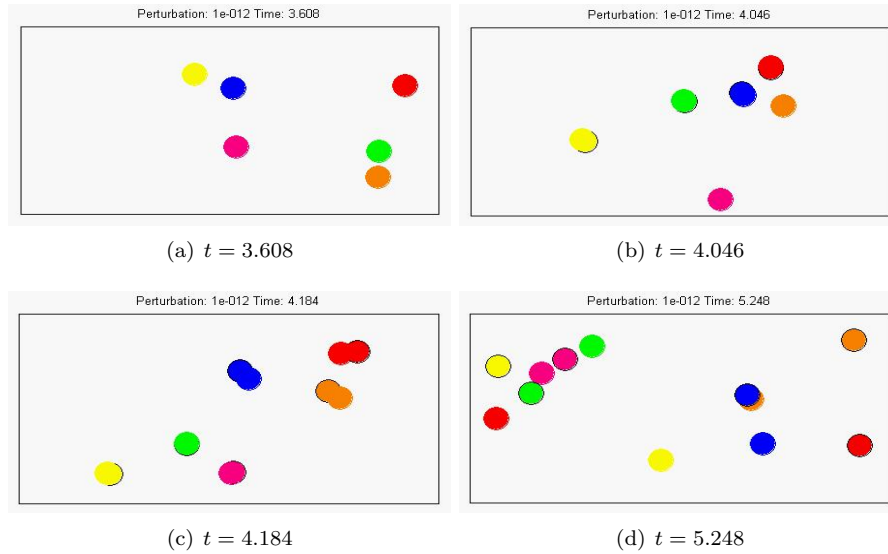 Perturbation: 1e-012 Time: 3.608
Perturbation: 1e-012 Time: 4.046
(a) t = 3.608
(b) t = 4.046
Perturbation: 1e-012 Time: 4.184
Perturbation: 1e-012 Time: 5.248
(c) t = 4.184
(d) t = 5.248